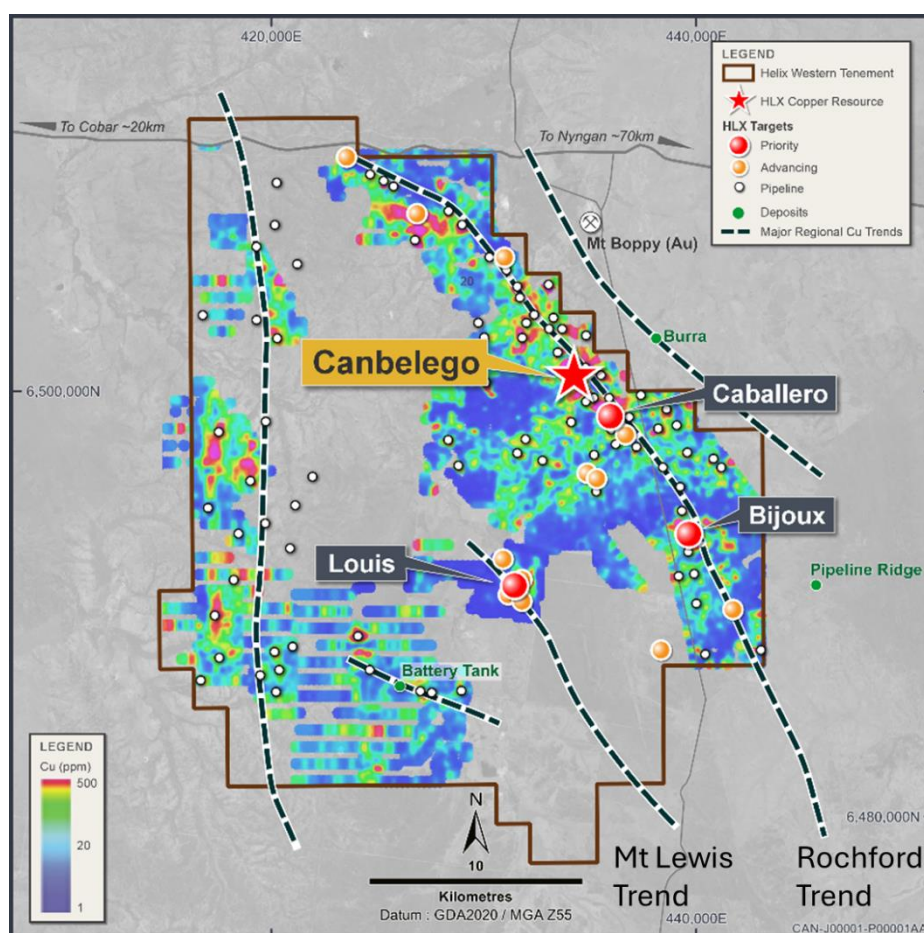 420,000E
440,000E
LEGEND
Helix Western Tenement
HLX Copper Resource
HLX Targets
Priority
Advancing
Pipeline
Deposits
Major Regional Cu Trends
To Cobar ~20km
To Nyngan ~70km
Mt Boppy (Au)
20
Burra
Canbelego
6,500,000N
Caballero
Bijoux
Louis
Pipeline Ridge
Battery Tank
LEGEND
Cu (ppm)
500
20
1
N
10
Kilometres
Datum : GDA2020 / MGA Z55
6,480,000N
Mt Lewis
Trend
Rochford
Trend
440,000E